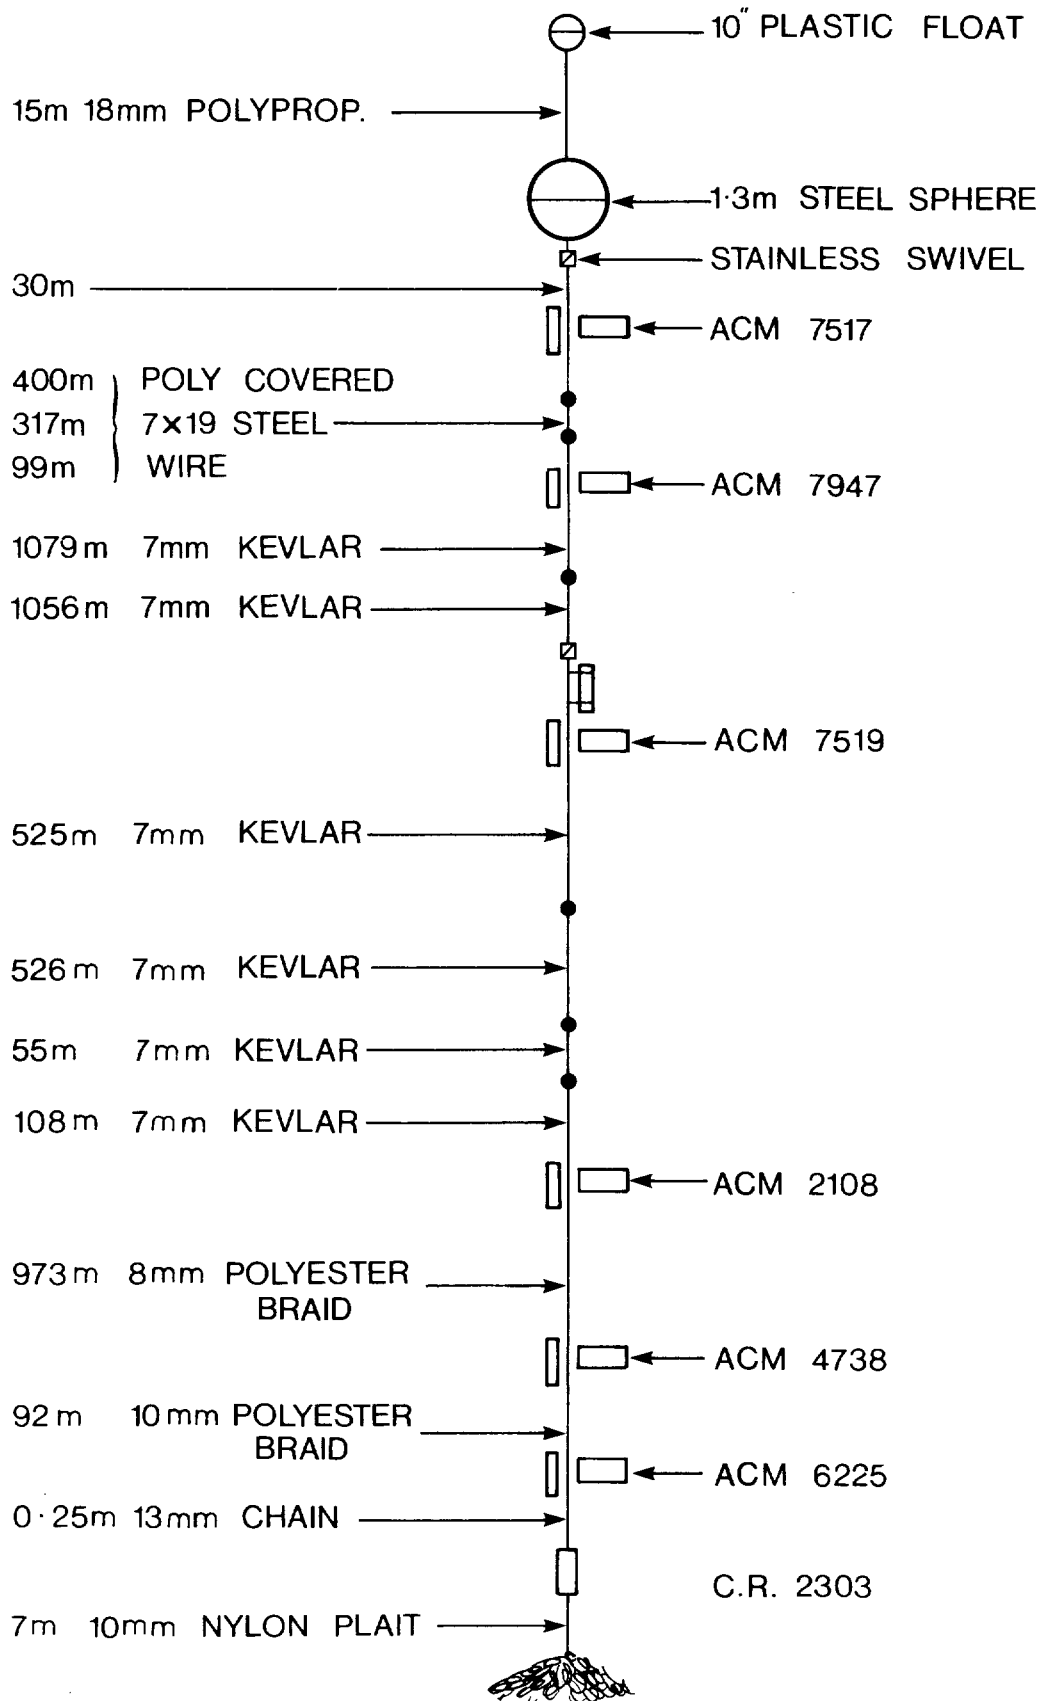 10" PLASTIC FLOAT
15m 18mm POLYPROP.
1·3m STEEL SPHERE
STAINLESS SWIVEL
30m
ACM 7517
400m POLY COVERED
317m 7×19 STEEL
99m WIRE
ACM 7947
1079m 7mm KEVLAR
1056m 7mm KEVLAR
ACM 7519
525m 7mm KEVLAR
526m 7mm KEVLAR
55m 7mm KEVLAR
108m 7mm KEVLAR
ACM 2108
973m 8mm POLYESTER
BRAID
ACM 4738
92m 10mm POLYESTER
BRAID
ACM 6225
0·25m 13mm CHAIN
C.R. 2303
7m 10mm NYLON PLAIT